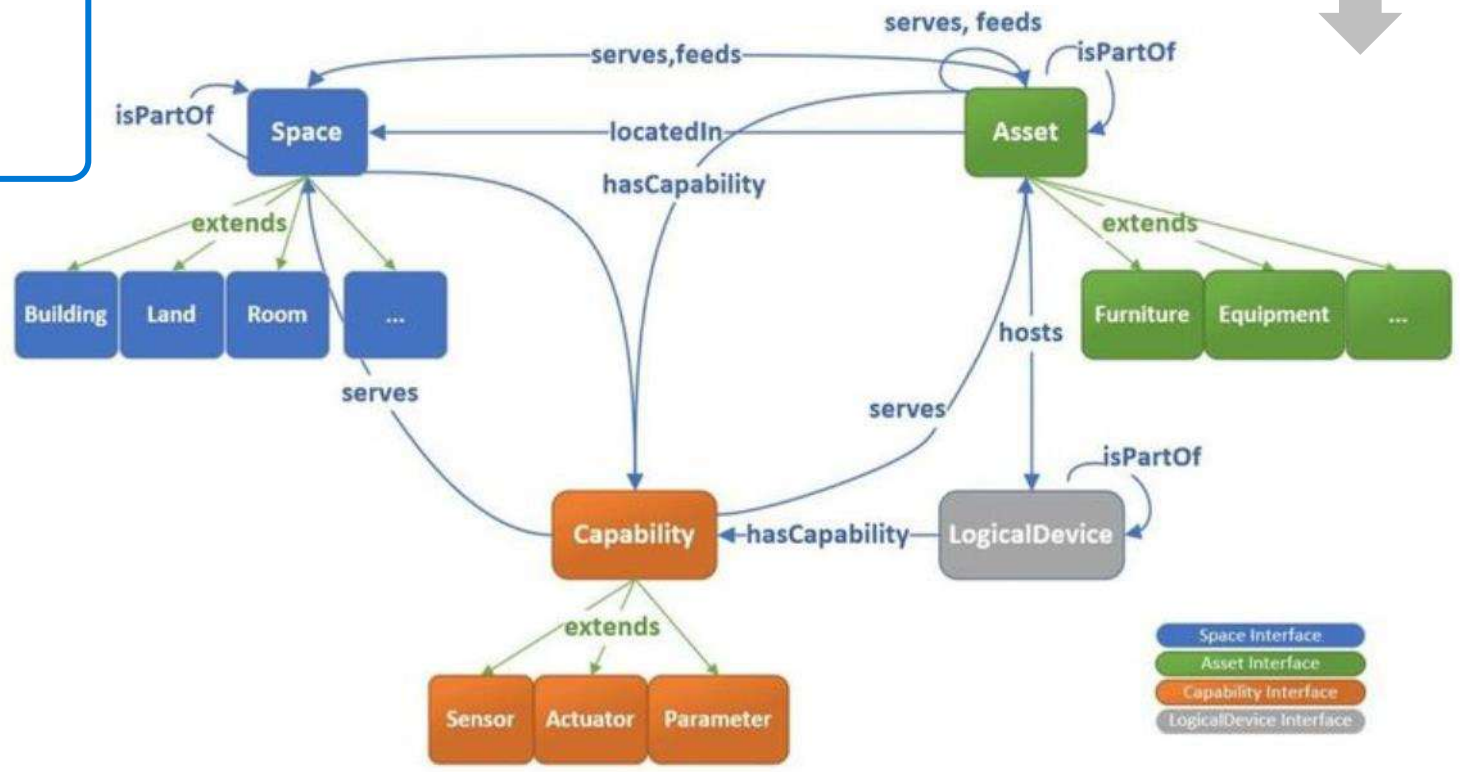 serves, feeds
serves,feeds
isPartOf
isPartOf
Space
locatedIn
Asset
hasCapability
extends
extends
Building
Land
Room
...
Furniture
Equipment
...
hosts
serves
serves
isPartOf
Capability
hasCapability
LogicalDevice
extends
Space Interface
Asset Interface
Capability Interface
LogicalDevice Interface
Sensor
Actuator
Parameter